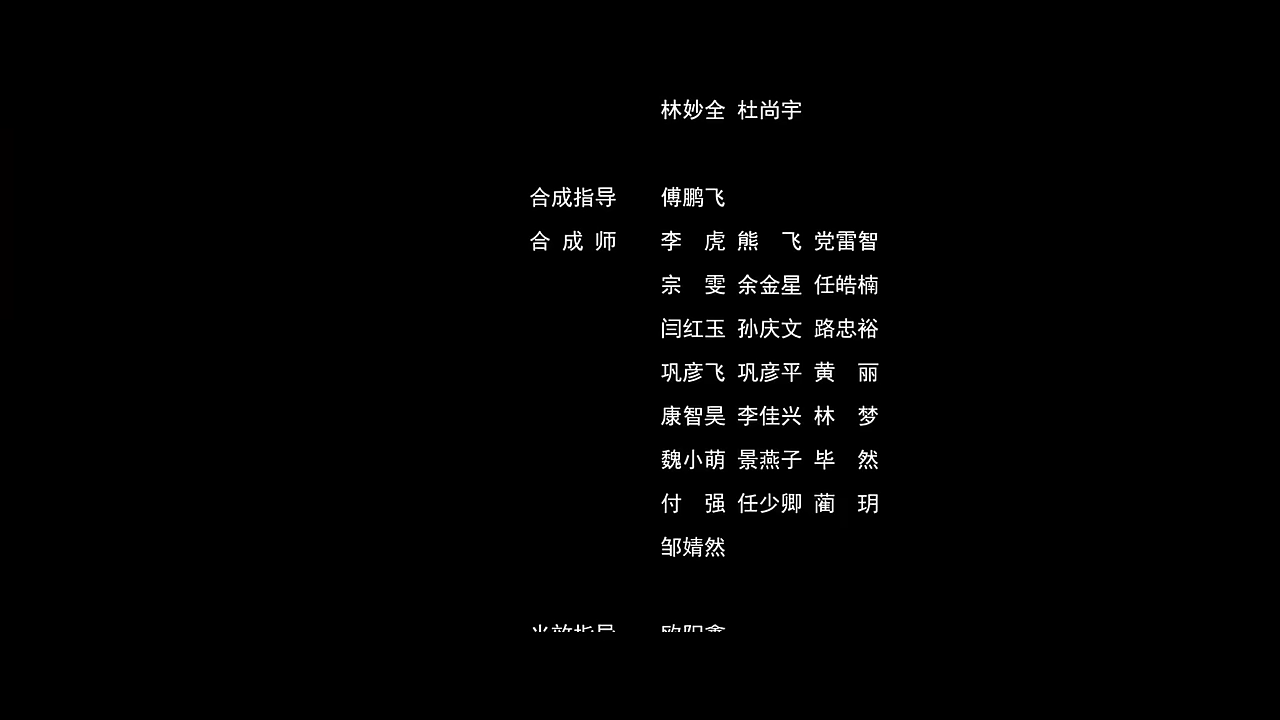 林妙全 杜尚宇
合成指导 傅鹏飞
合成师 李虎 熊飞 党雷智
宗雯 余金星 任皓楠
闫红玉 孙庆文 路忠裕
巩彦飞 巩彦平 黄丽
康智昊 李佳兴 林梦
魏小萌 景燕子 毕然
付强 任少卿 蔺玥
邹婧然